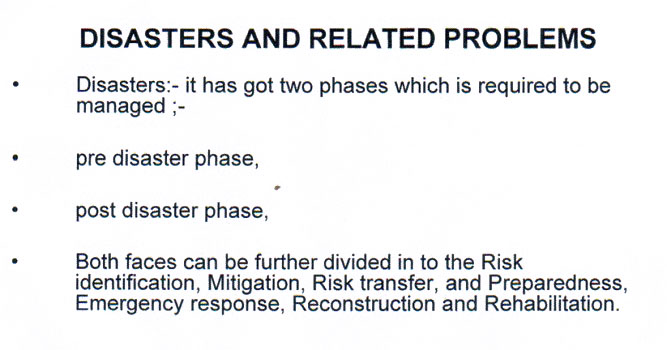 DISASTERS AND RELATED PROBLEMS
• Disasters:- it has got two phases which is required to be
managed ;-
• pre disaster phase,
• post disaster phase,
• Both faces can be further divided in to the Risk
identification, Mitigation, Risk transfer, and Preparedness,
Emergency response, Reconstruction and Rehabilitation.